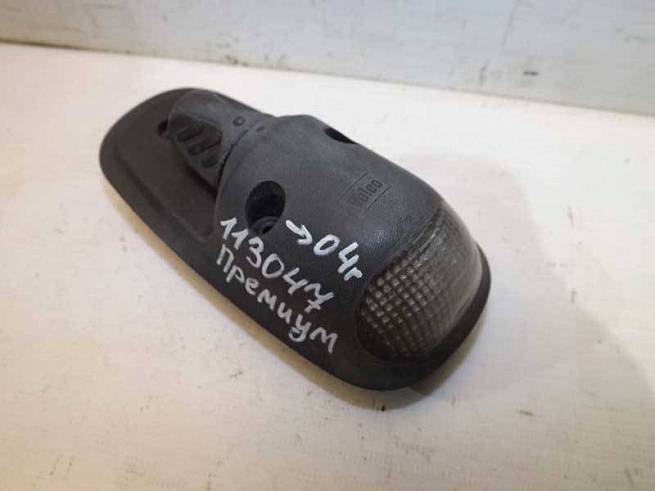 Valeo
→04г
113047
Премиум